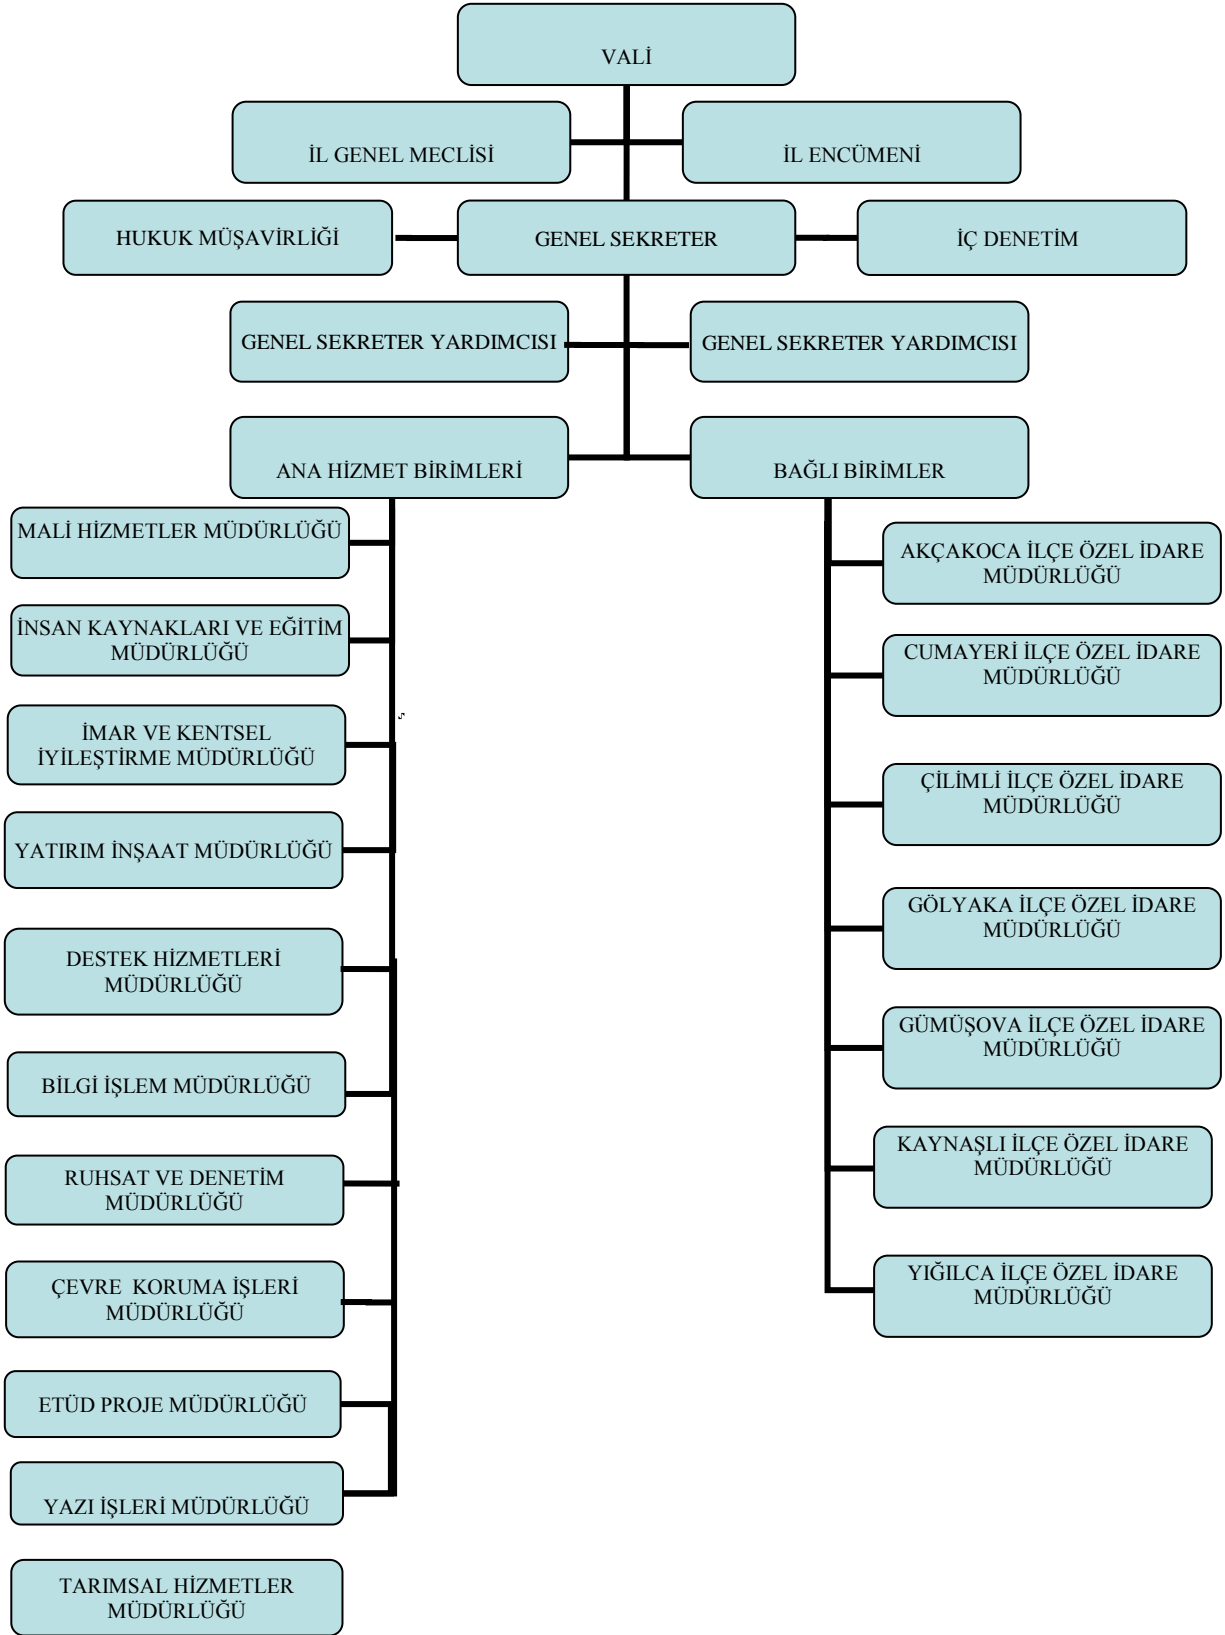 VALİ
İL GENEL MECLİSİ
İL ENCÜMENİ
HUKUK MÜŞAVİRLİĞİ
GENEL SEKRETER
İÇ DENETİM
GENEL SEKRETER YARDIMCISI
GENEL SEKRETER YARDIMCISI
ANA HİZMET BİRİMLERİ
BAĞLI BİRİMLER
MALİ HİZMETLER MÜDÜRLÜĞÜ
İNSAN KAYNAKLARI VE EĞİTİM
MÜDÜRLÜĞÜ
İMAR VE KENTSEL
İYİLEŞTİRME MÜDÜRLÜĞÜ
YATIRIM İNŞAAT MÜDÜRLÜĞÜ
DESTEK HİZMETLERİ
MÜDÜRLÜĞÜ
BİLGİ İŞLEM MÜDÜRLÜĞÜ
RUHSAT VE DENETİM
MÜDÜRLÜĞÜ
ÇEVRE KORUMA İŞLERİ
MÜDÜRLÜĞÜ
ETÜD PROJE MÜDÜRLÜĞÜ
YAZI İŞLERİ MÜDÜRLÜĞÜ
TARIMSAL HİZMETLER
MÜDÜRLÜĞÜ
AKÇAKOCA İLÇE ÖZEL İDARE
MÜDÜRLÜĞÜ
CUMAYERİ İLÇE ÖZEL İDARE
MÜDÜRLÜĞÜ
ÇİLİMLİ İLÇE ÖZEL İDARE
MÜDÜRLÜĞÜ
GÖLYAKA İLÇE ÖZEL İDARE
MÜDÜRLÜĞÜ
GÜMÜŞOVA İLÇE ÖZEL İDARE
MÜDÜRLÜĞÜ
KAYNAŞLI İLÇE ÖZEL İDARE
MÜDÜRLÜĞÜ
YIĞILCA İLÇE ÖZEL İDARE
MÜDÜRLÜĞÜ